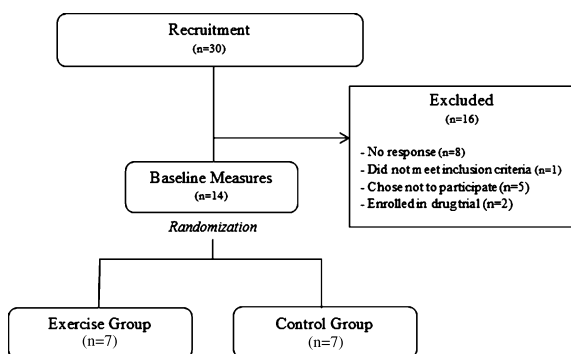 Recruitment
(n=30)
Excluded
(n=16)
- No response (n=8)
- Did not meet inclusion criteria (n=1)
- Chose not to participate (n=5)
- Enrolled in drug trial (n=2)
Baseline Measures
(n=14)
Randomization
Exercise Group
(n=7)
Control Group
(n=7)